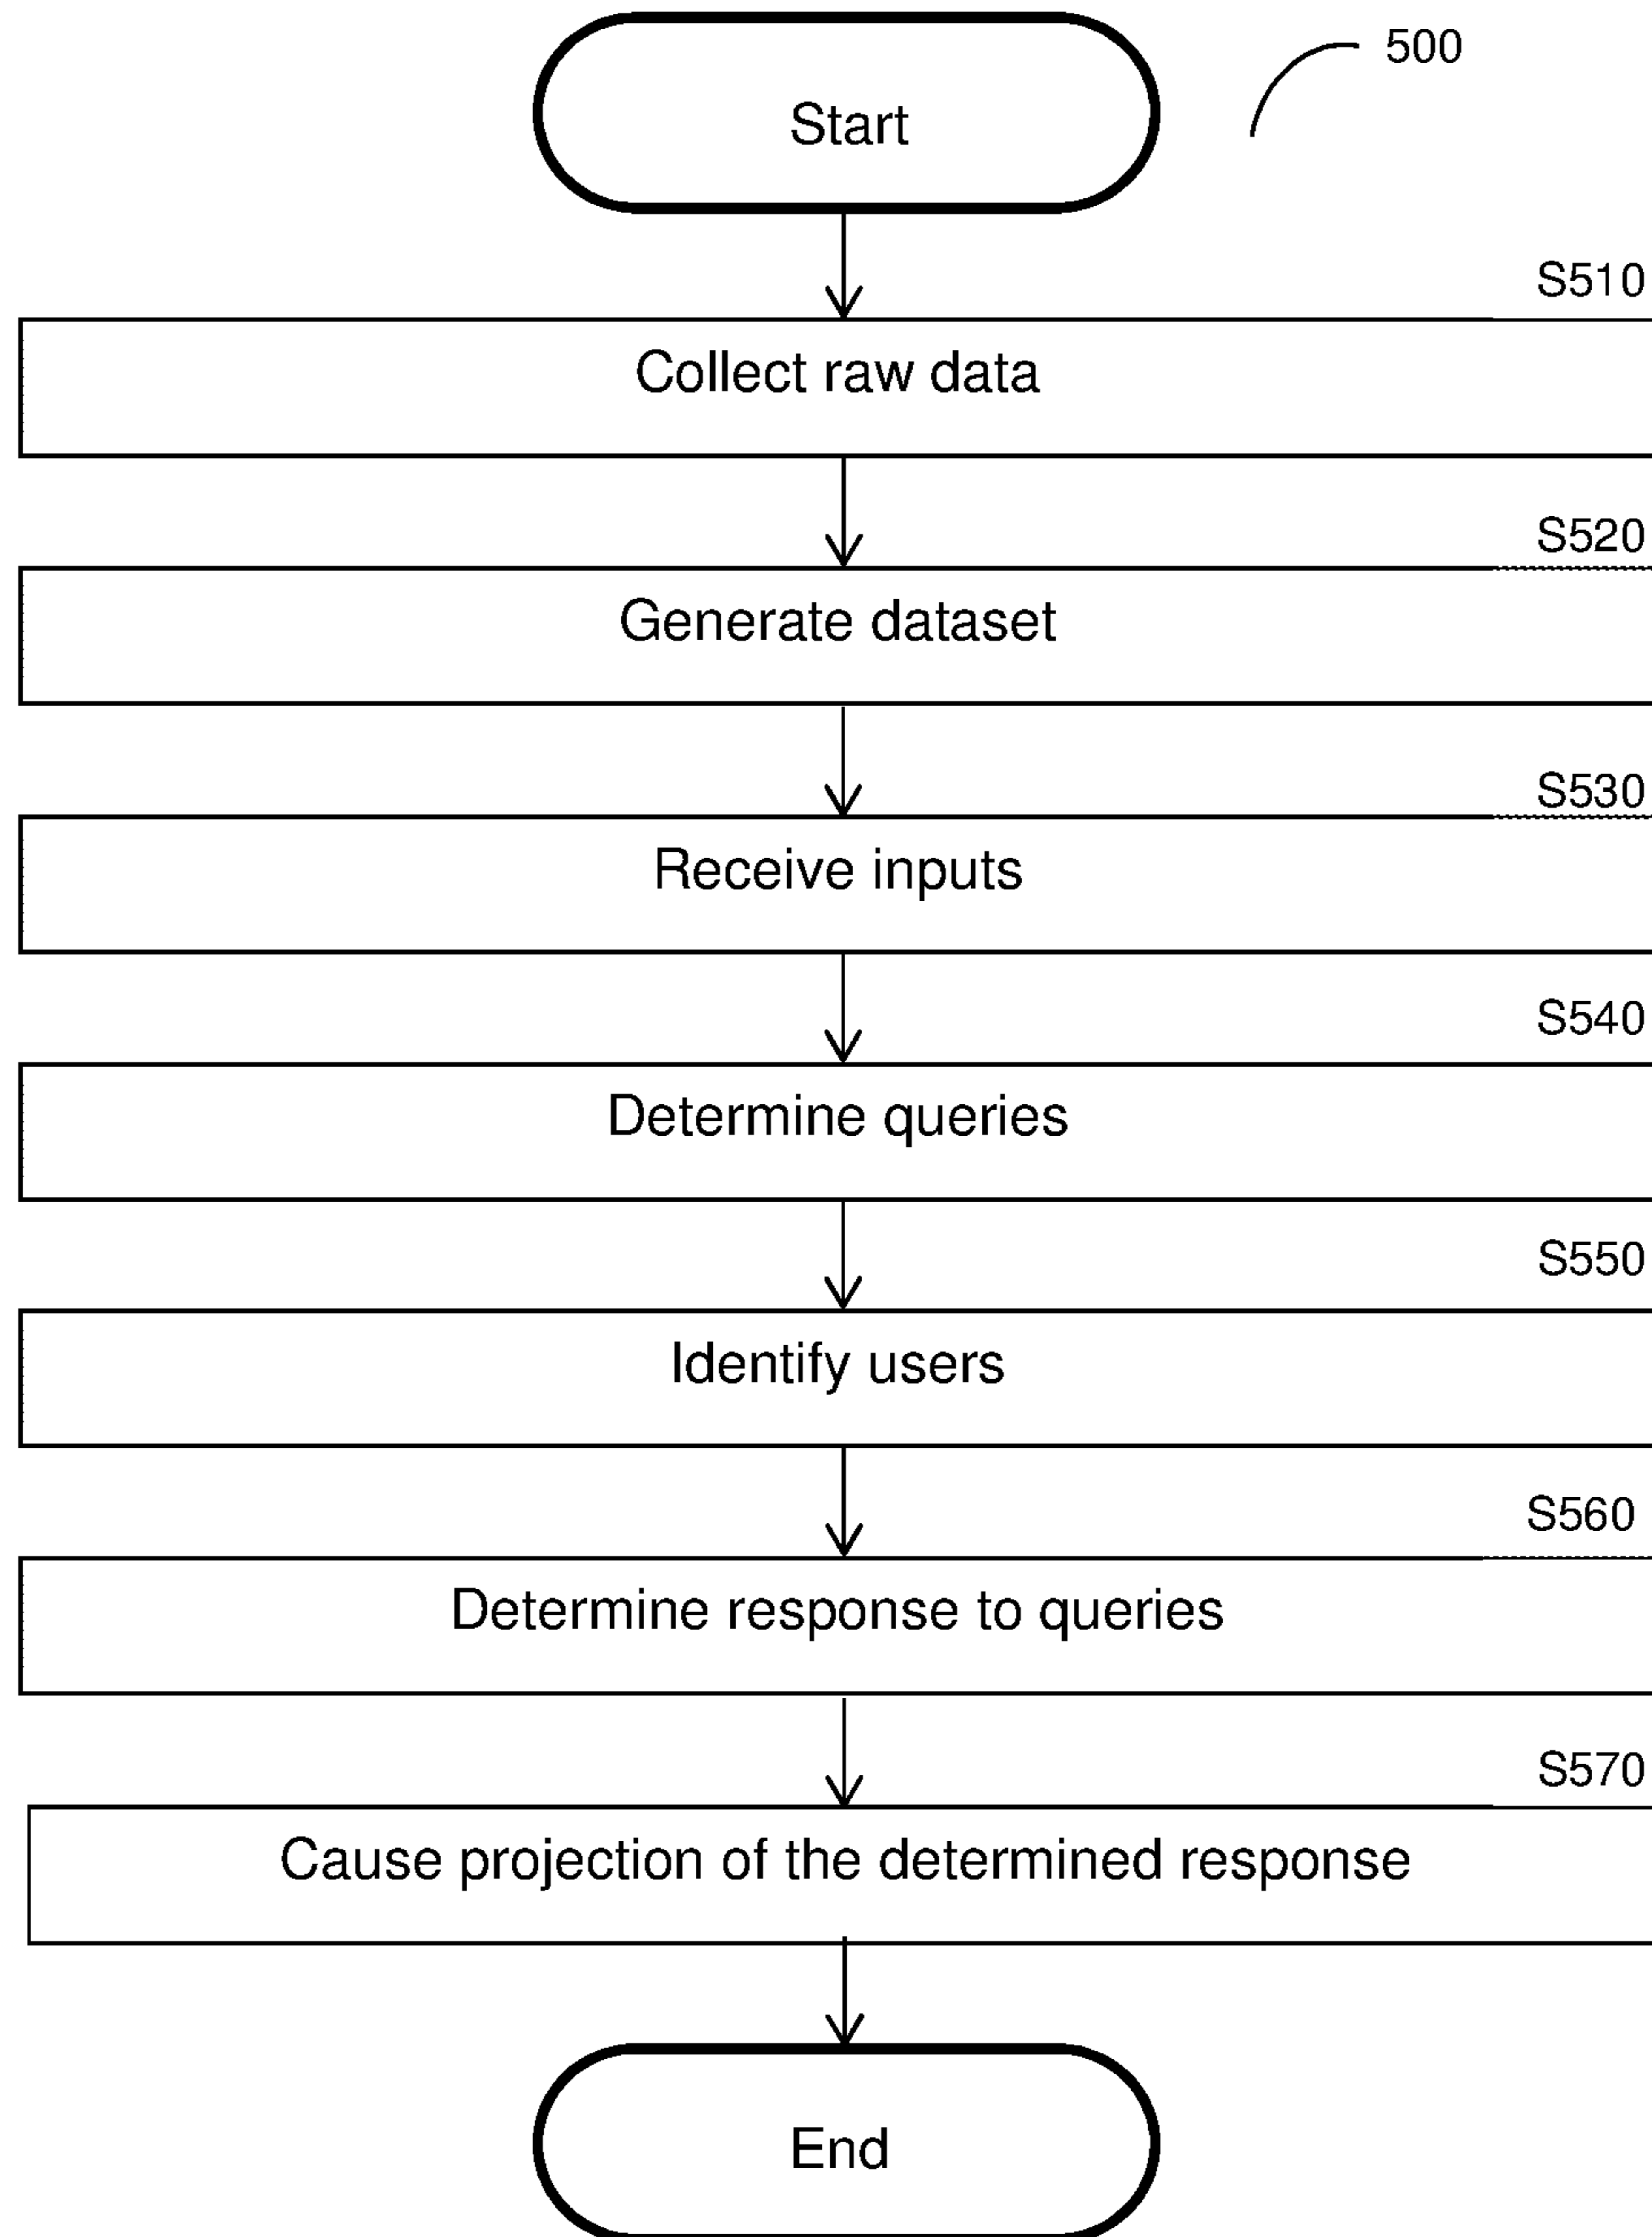 Start
500
S510
Collect raw data
S520
Generate dataset
S530
Receive inputs
S540
Determine queries
S550
Identify users
S560
Determine response to queries
S570
Cause projection of the determined response
End